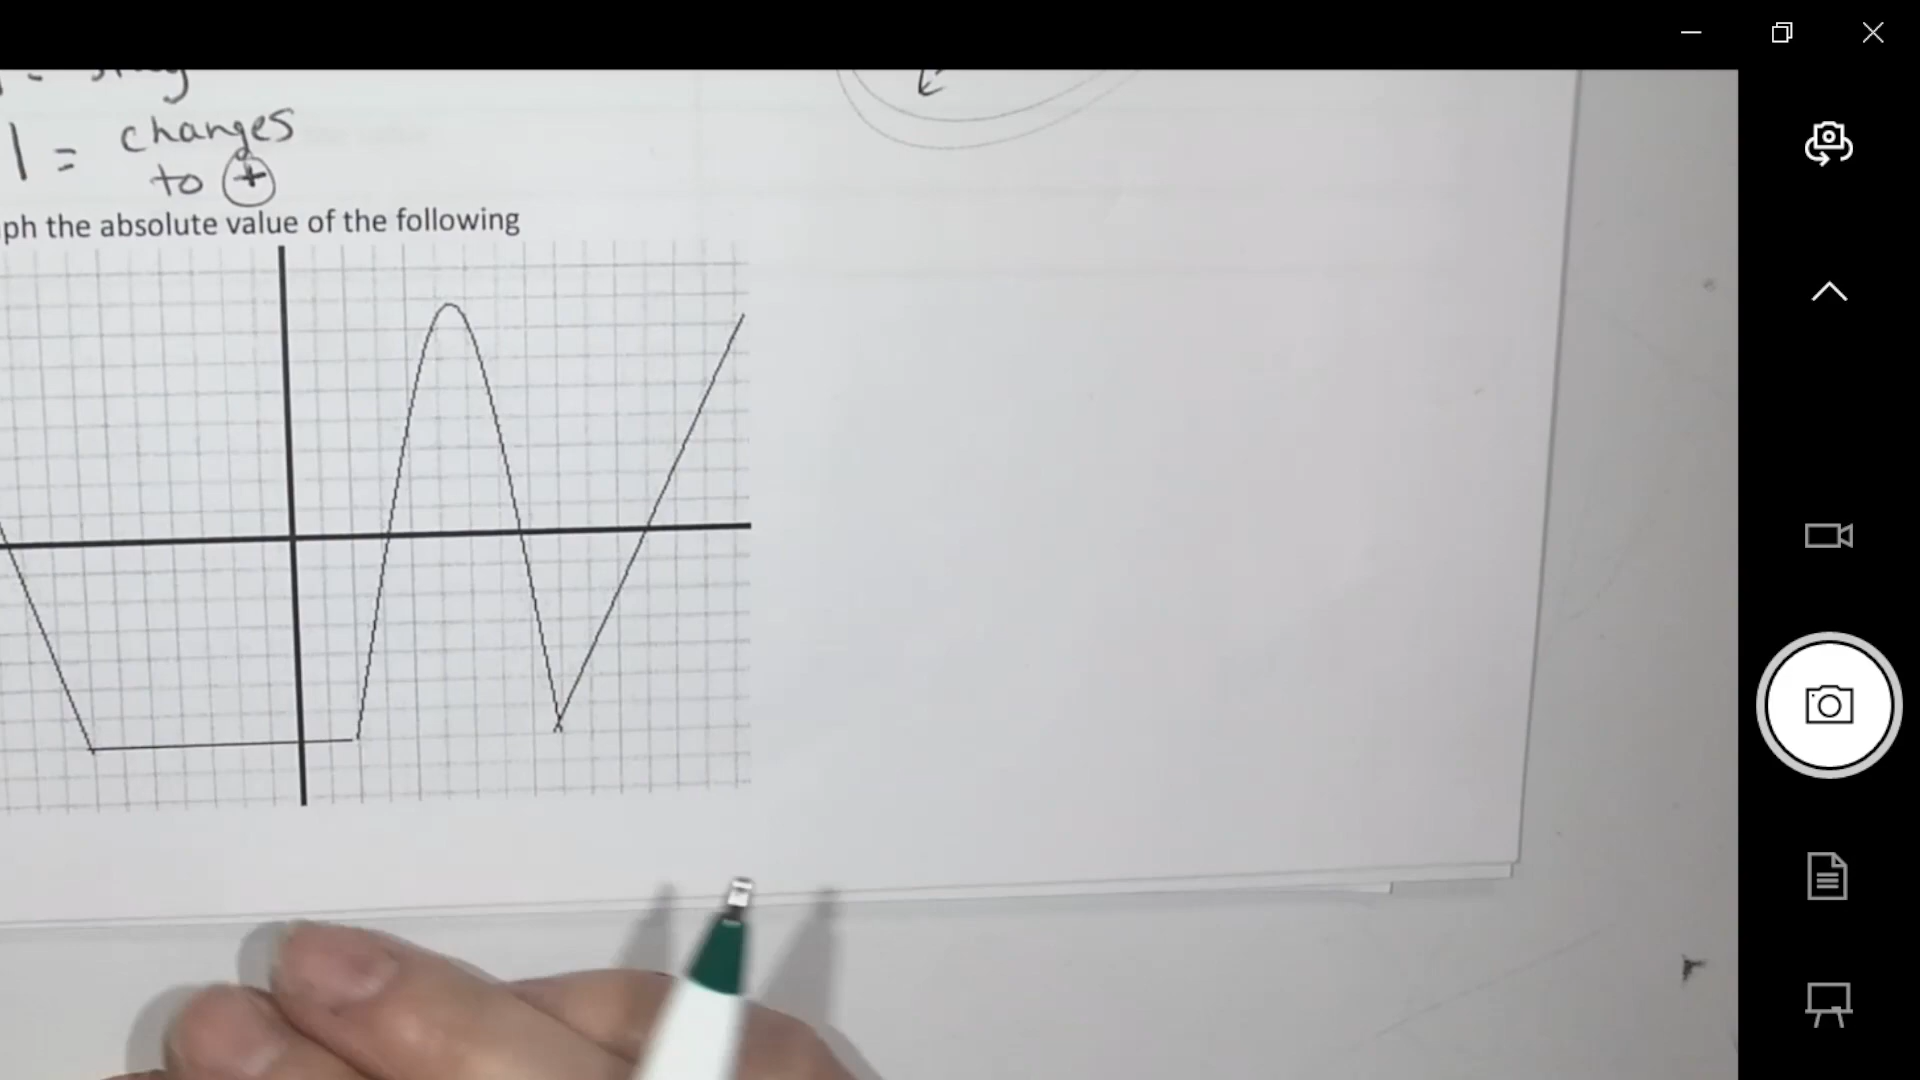 | = changes
to +
ph the absolute value of the following